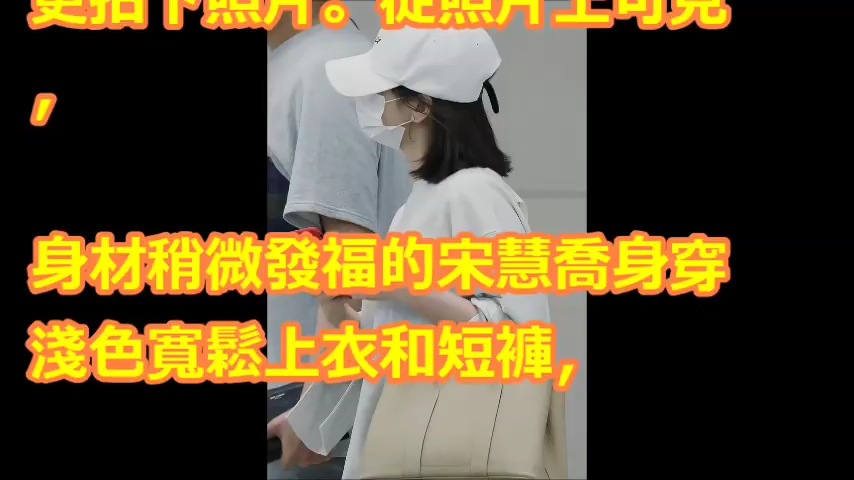 更拍下照片。從照片上可見
，
身材稍微發福的宋慧喬身穿
淺色寬鬆上衣和短褲，